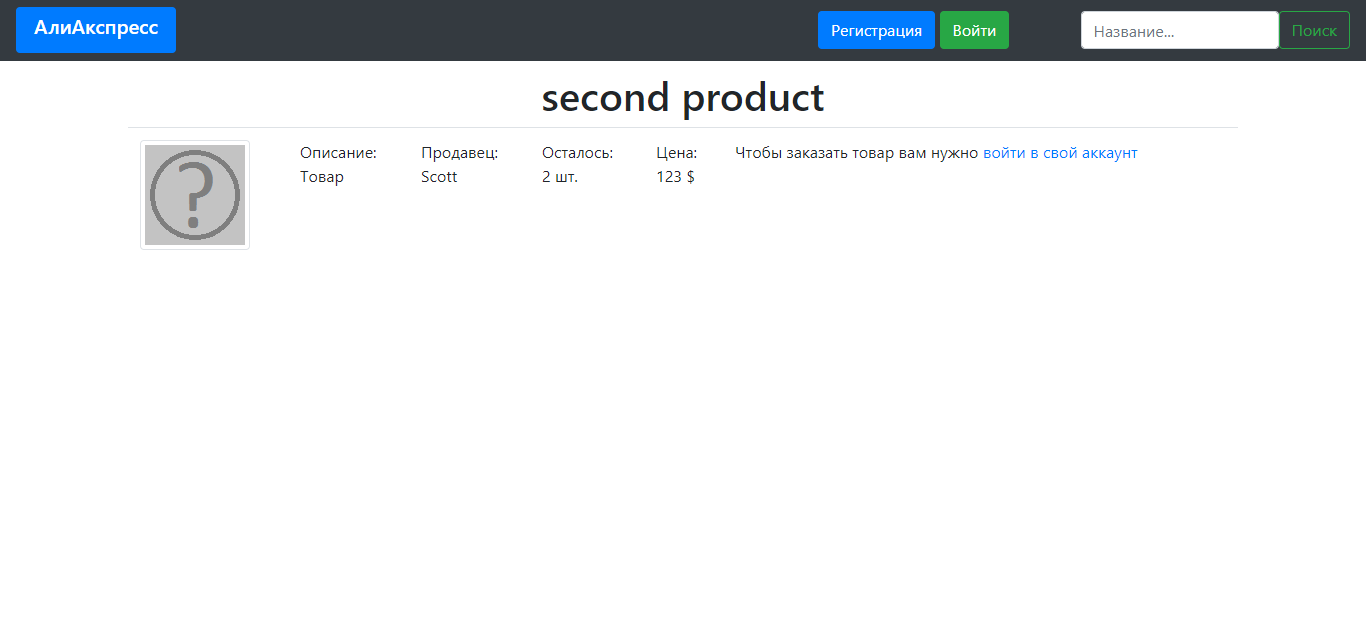 АлиАкспресс
Регистрация
Войти
Название...
Поиск
second product
Описание:
Товар
Продавец:
Scott
Осталось:
2 шт.
Цена:
123 $
Чтобы заказать товар вам нужно войти в свой аккаунт
?